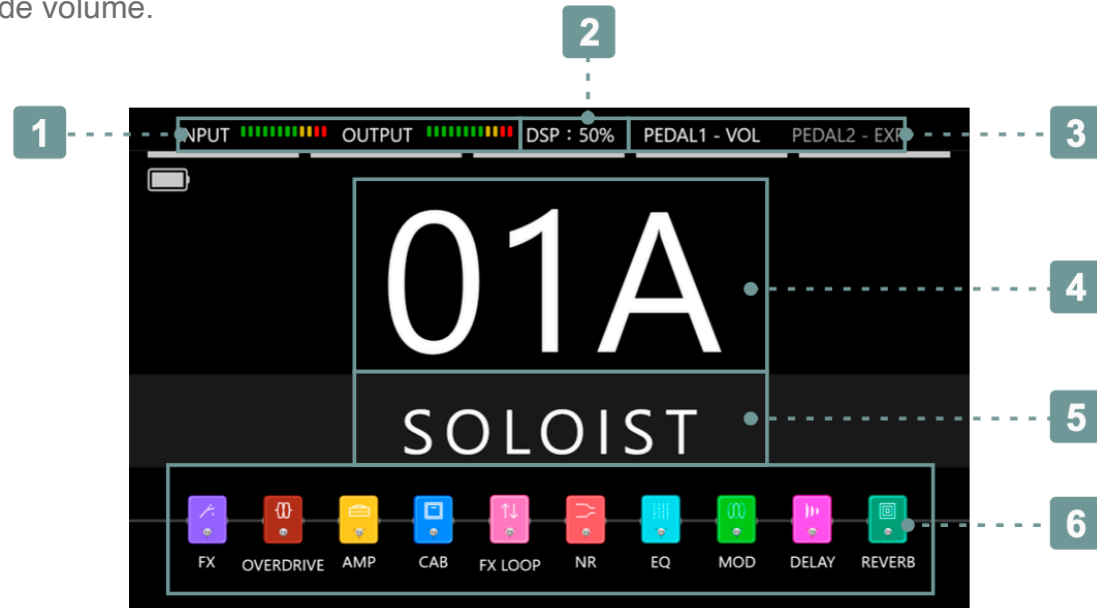 de volume.
2
1
INPUT OUTPUT DSP : 50% PEDAL1 - VOL PEDAL2 - EXP
3
01A
4
SOLOIST
5
6
FX OVERDRIVE AMP CAB FX LOOP NR EQ MOD DELAY REVERB